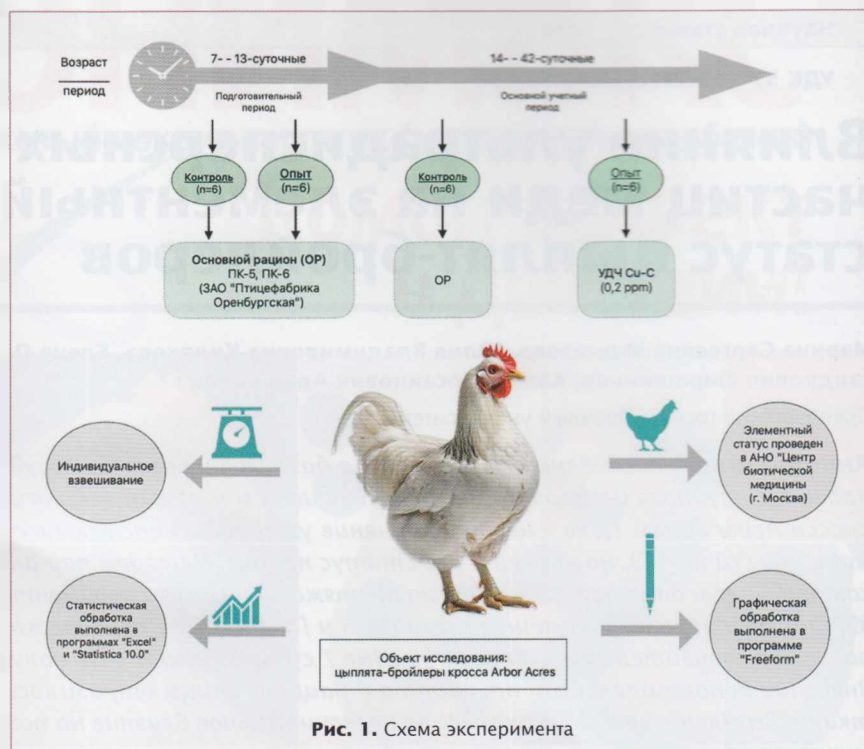 Возраст
период
7- - 13-суточные
Подготовительный
период
14- - 42-суточные
Основной учетный
период
Контроль
(n=6)
Опыт
(n=6)
Контроль
(n=6)
Опыт
(n=6)
Основной рацион (ОР)
ПК-5, ПК-6
(ЗАО "Птицефабрика
Оренбургская")
ОР
УДЧ Cu-C
(0,2 ppm)
Индивидуальное
взвешивание
Элементный
статус проведен
в АНО "Центр
биотической
медицины
(г. Москва)
Статистическая
обработка
выполнена в
программах "Excel"
и "Statistica 10.0"
Графическая
обработка
выполнена в
программе
"Freeform"
Объект исследования:
цыплята-бройлеры кросса Arbor Acres
Рис. 1. Схема эксперимента